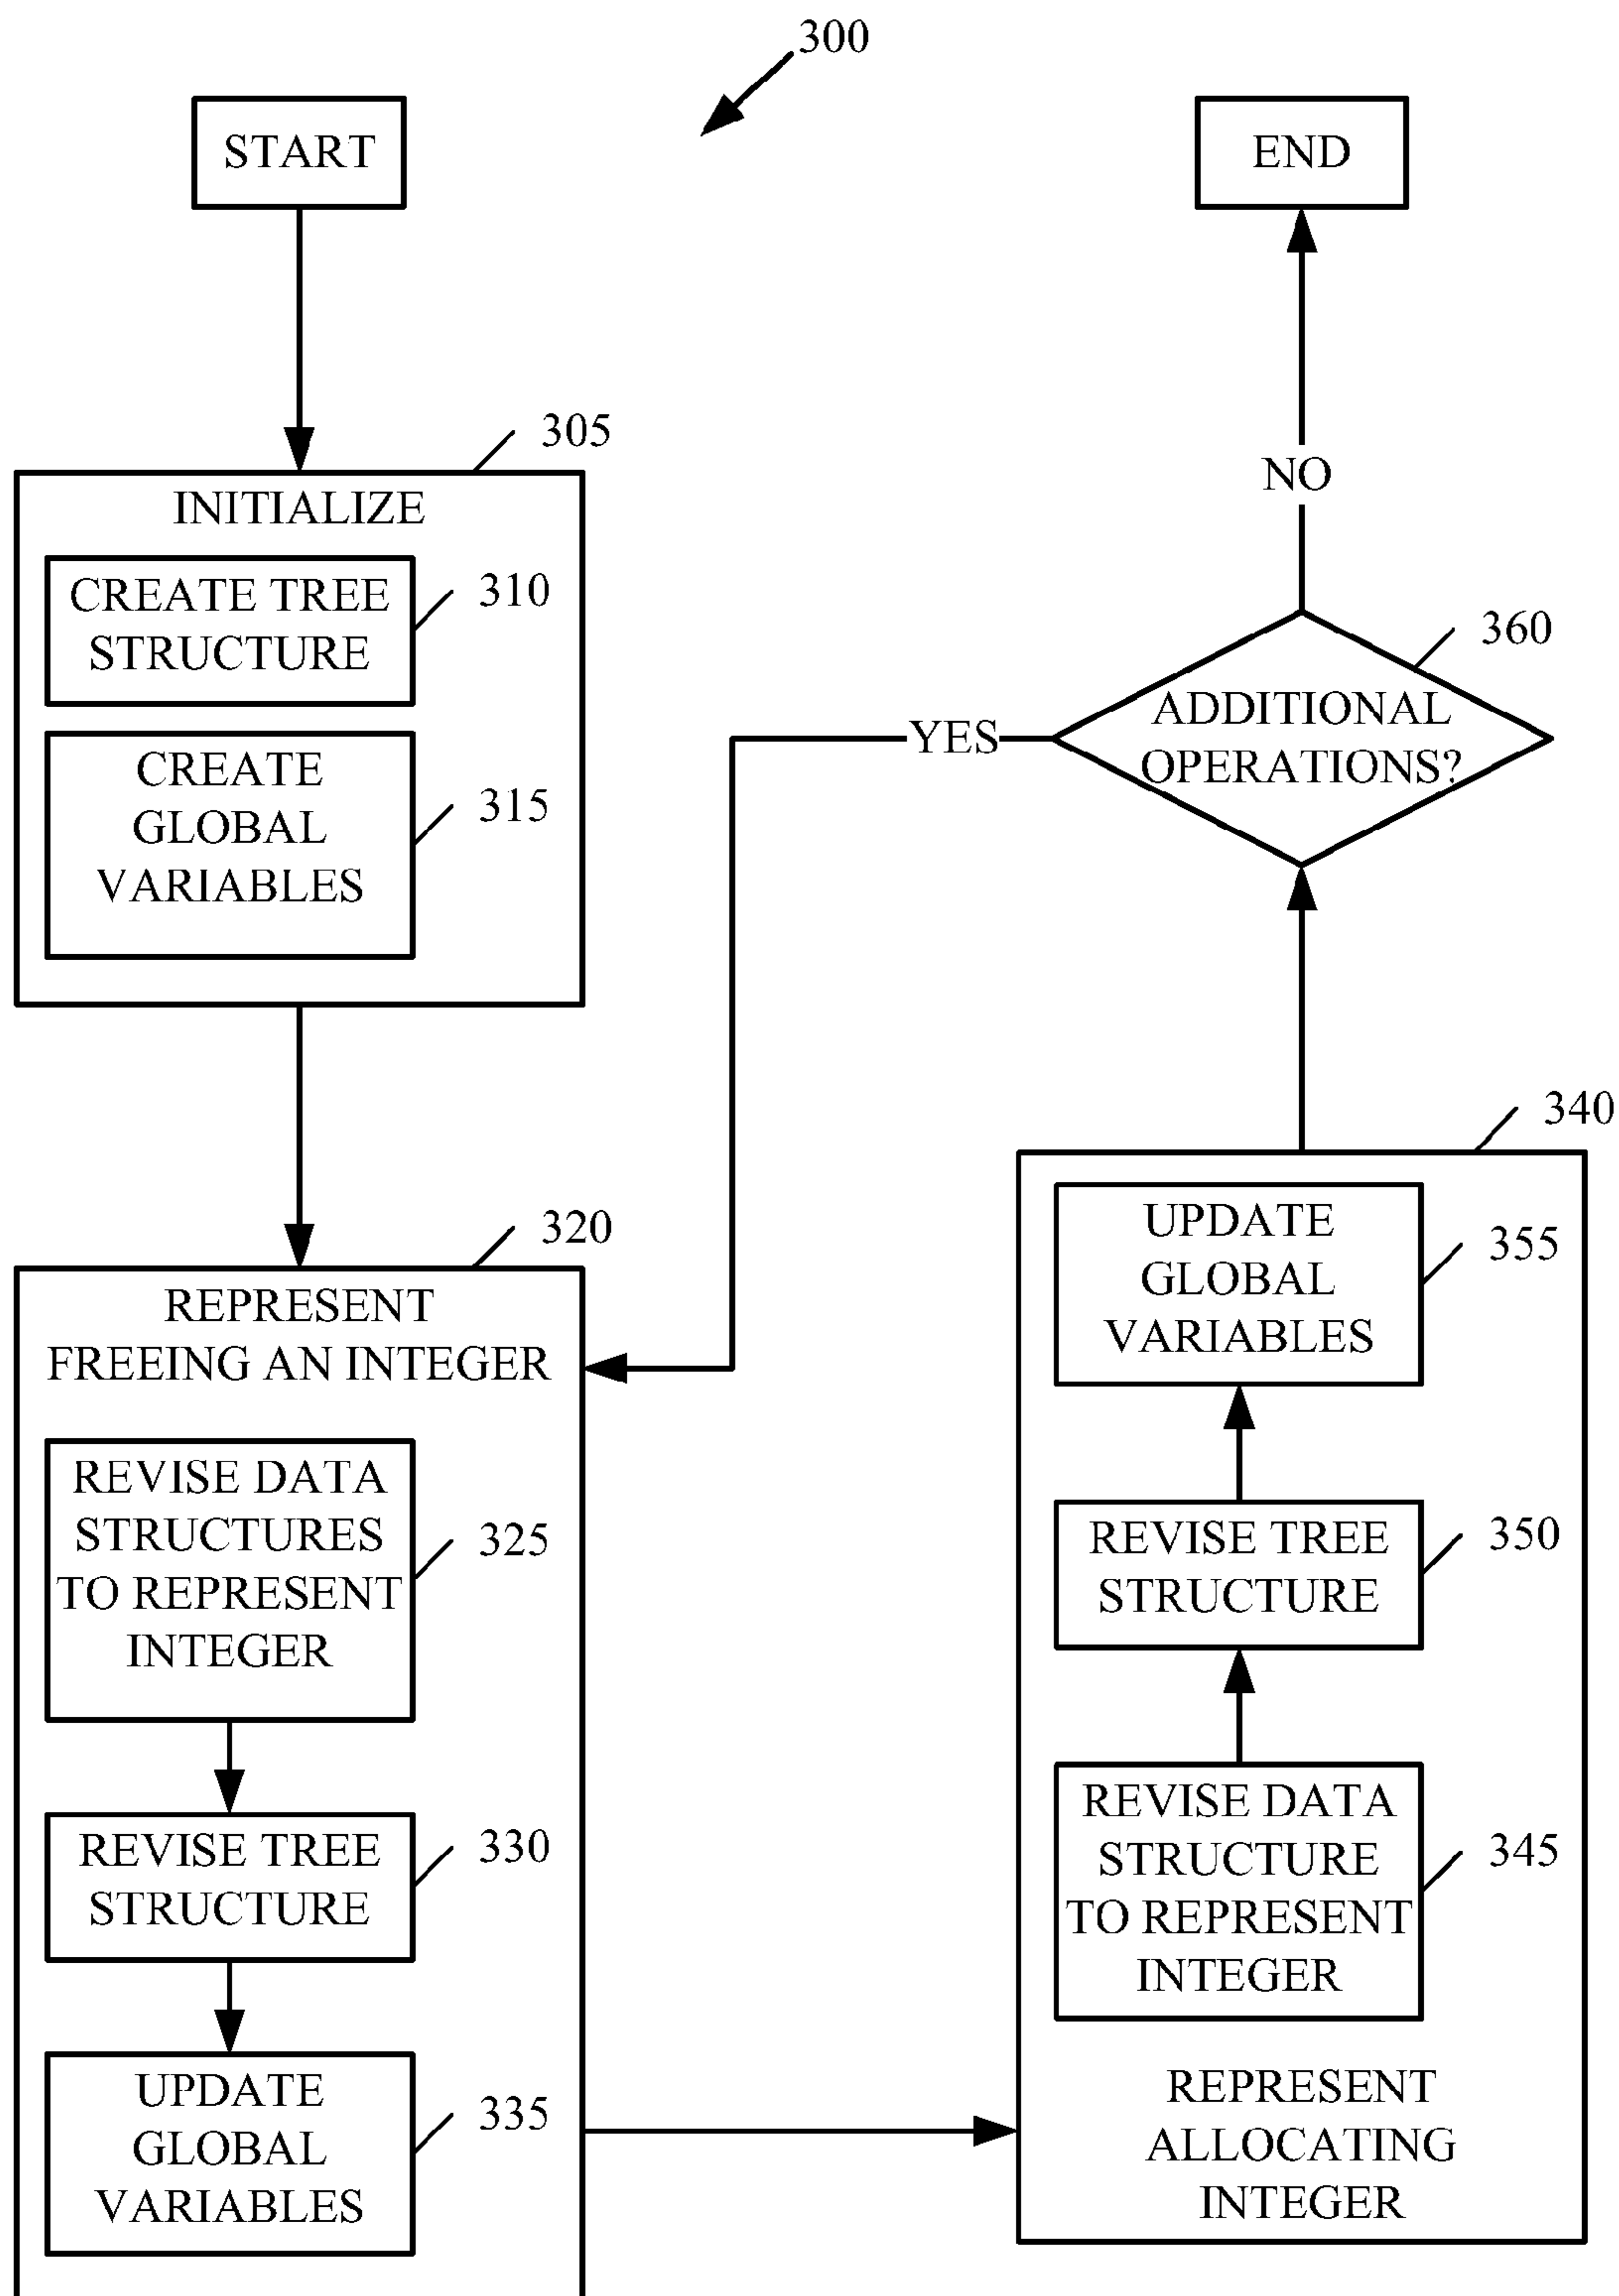 300
START
END
305
INITIALIZE
CREATE TREE
STRUCTURE
310
CREATE
GLOBAL
VARIABLES
315
320
REPRESENT
FREEING AN INTEGER
REVISE DATA
STRUCTURES
TO REPRESENT
INTEGER
325
REVISE TREE
STRUCTURE
330
UPDATE
GLOBAL
VARIABLES
335
NO
360
ADDITIONAL
OPERATIONS?
YES
340
UPDATE
GLOBAL
VARIABLES
355
REVISE TREE
STRUCTURE
350
REVISE DATA
STRUCTURE
TO REPRESENT
INTEGER
345
REPRESENT
ALLOCATING
INTEGER